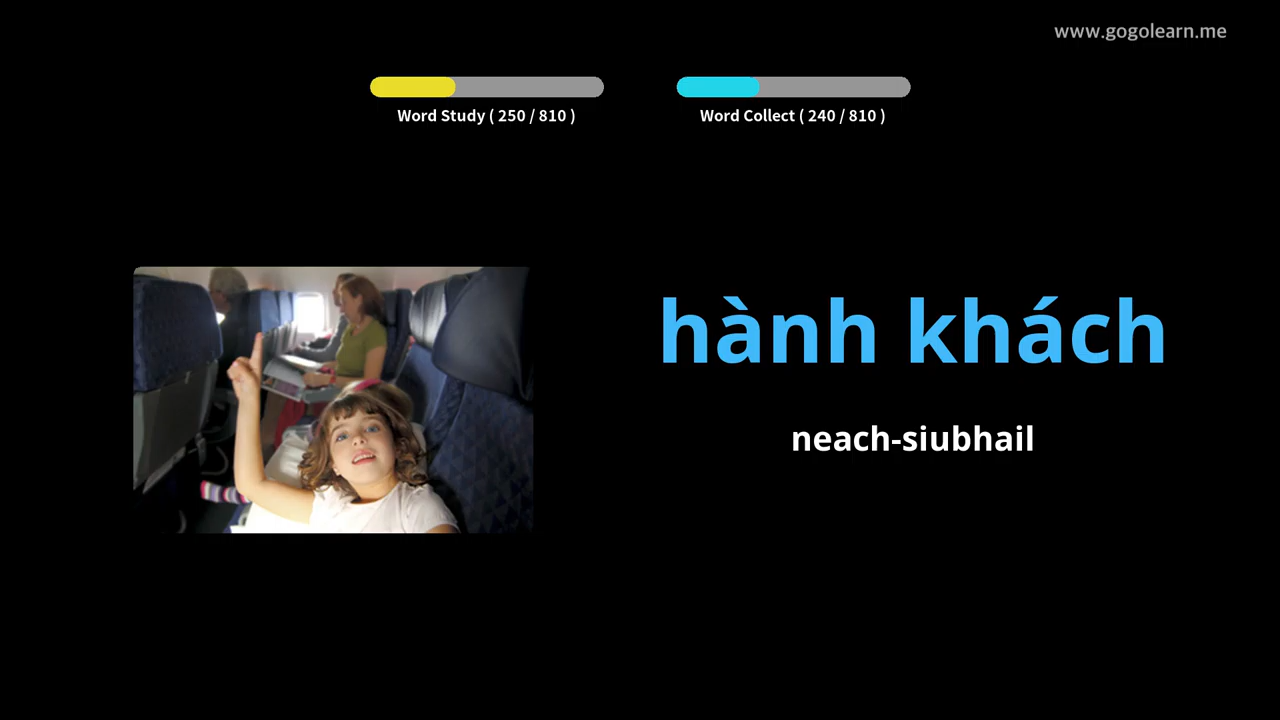 www.gogolearn.me
Word Study ( 250 / 810 )
Word Collect ( 240 / 810 )
hành khách
neach-siubhail